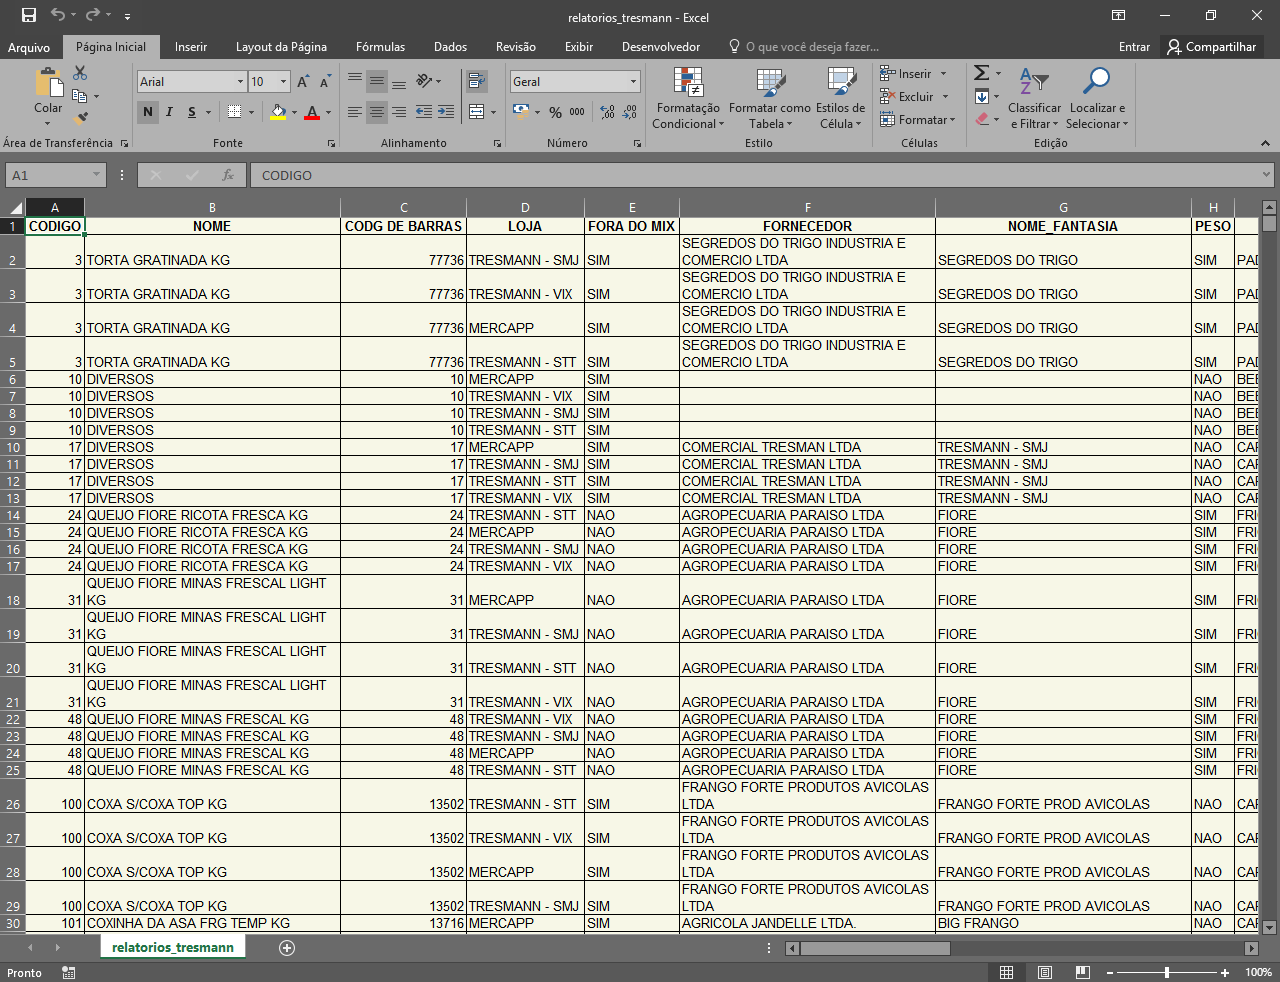 relatorios_tresmann - Excel
Arquivo Página Inicial Inserir Layout da Página Fórmulas Dados Revisão Exibir Desenvolvedor O que você deseja fazer... Entrar Compartilhar
Colar
Arial 10 Geral
N I S
% 000
Formatação Condicional
Formatar como Tabela
Estilos de Célula
Inserir
Excluir
Formatar
Classificar e Filtrar
Localizar e Selecionar
Área de Transferência Fonte Alinhamento Número Estilo Células Edição
A1 fx CODIGO
A B C D E F G H
1 CODIGO NOME CODG DE BARRAS LOJA FORA DO MIX FORNECEDOR NOME_FANTASIA PESO
2 3 TORTA GRATINADA KG 77736 TRESMANN - SMJ SIM SEGREDOS DO TRIGO INDUSTRIA E COMERCIO LTDA SEGREDOS DO TRIGO SIM PAD
3 3 TORTA GRATINADA KG 77736 TRESMANN - VIX SIM SEGREDOS DO TRIGO INDUSTRIA E COMERCIO LTDA SEGREDOS DO TRIGO SIM PAD
4 3 TORTA GRATINADA KG 77736 MERCAPP SIM SEGREDOS DO TRIGO INDUSTRIA E COMERCIO LTDA SEGREDOS DO TRIGO SIM PAD
5 3 TORTA GRATINADA KG 77736 TRESMANN - STT SIM SEGREDOS DO TRIGO INDUSTRIA E COMERCIO LTDA SEGREDOS DO TRIGO SIM PAD
6 10 DIVERSOS 10 MERCAPP SIM NAO BEB
7 10 DIVERSOS 10 TRESMANN - VIX SIM NAO BEB
8 10 DIVERSOS 10 TRESMANN - SMJ SIM NAO BEB
9 10 DIVERSOS 10 TRESMANN - STT SIM NAO BEB
10 17 DIVERSOS 17 MERCAPP SIM COMERCIAL TRESMAN LTDA TRESMANN - SMJ NAO CAR
11 17 DIVERSOS 17 TRESMANN - SMJ SIM COMERCIAL TRESMAN LTDA TRESMANN - SMJ NAO CAR
12 17 DIVERSOS 17 TRESMANN - STT SIM COMERCIAL TRESMAN LTDA TRESMANN - SMJ NAO CAR
13 17 DIVERSOS 17 TRESMANN - VIX SIM COMERCIAL TRESMAN LTDA TRESMANN - SMJ NAO CAR
14 24 QUEIJO FIORE RICOTA FRESCA KG 24 TRESMANN - STT NAO AGROPECUARIA PARAISO LTDA FIORE SIM FRI
15 24 QUEIJO FIORE RICOTA FRESCA KG 24 MERCAPP NAO AGROPECUARIA PARAISO LTDA FIORE SIM FRI
16 24 QUEIJO FIORE RICOTA FRESCA KG 24 TRESMANN - SMJ NAO AGROPECUARIA PARAISO LTDA FIORE SIM FRI
17 24 QUEIJO FIORE RICOTA FRESCA KG 24 TRESMANN - VIX NAO AGROPECUARIA PARAISO LTDA FIORE SIM FRI
18 31 QUEIJO FIORE MINAS FRESCAL LIGHT KG 31 MERCAPP NAO AGROPECUARIA PARAISO LTDA FIORE SIM FRI
19 31 QUEIJO FIORE MINAS FRESCAL LIGHT KG 31 TRESMANN - SMJ NAO AGROPECUARIA PARAISO LTDA FIORE SIM FRI
20 31 QUEIJO FIORE MINAS FRESCAL LIGHT KG 31 TRESMANN - STT NAO AGROPECUARIA PARAISO LTDA FIORE SIM FRI
21 31 QUEIJO FIORE MINAS FRESCAL LIGHT KG 31 TRESMANN - VIX NAO AGROPECUARIA PARAISO LTDA FIORE SIM FRI
22 48 QUEIJO FIORE MINAS FRESCAL KG 48 TRESMANN - VIX NAO AGROPECUARIA PARAISO LTDA FIORE SIM FRI
23 48 QUEIJO FIORE MINAS FRESCAL KG 48 TRESMANN - SMJ NAO AGROPECUARIA PARAISO LTDA FIORE SIM FRI
24 48 QUEIJO FIORE MINAS FRESCAL KG 48 MERCAPP NAO AGROPECUARIA PARAISO LTDA FIORE SIM FRI
25 48 QUEIJO FIORE MINAS FRESCAL KG 48 TRESMANN - STT NAO AGROPECUARIA PARAISO LTDA FIORE SIM FRI
26 100 COXA S/COXA TOP KG 13502 TRESMANN - STT SIM FRANGO FORTE PRODUTOS AVICOLAS LTDA FRANGO FORTE PROD AVICOLAS NAO CAR
27 100 COXA S/COXA TOP KG 13502 TRESMANN - VIX SIM FRANGO FORTE PRODUTOS AVICOLAS LTDA FRANGO FORTE PROD AVICOLAS NAO CAR
28 100 COXA S/COXA TOP KG 13502 MERCAPP SIM FRANGO FORTE PRODUTOS AVICOLAS LTDA FRANGO FORTE PROD AVICOLAS NAO CAR
29 100 COXA S/COXA TOP KG 13502 TRESMANN - SMJ SIM FRANGO FORTE PRODUTOS AVICOLAS LTDA FRANGO FORTE PROD AVICOLAS NAO CAR
30 101 COXINHA DA ASA FRG TEMP KG 13716 MERCAPP SIM AGRICOLA JANDELLE LTDA. BIG FRANGO NAO CAR
relatorios_tresmann
Pronto 100%